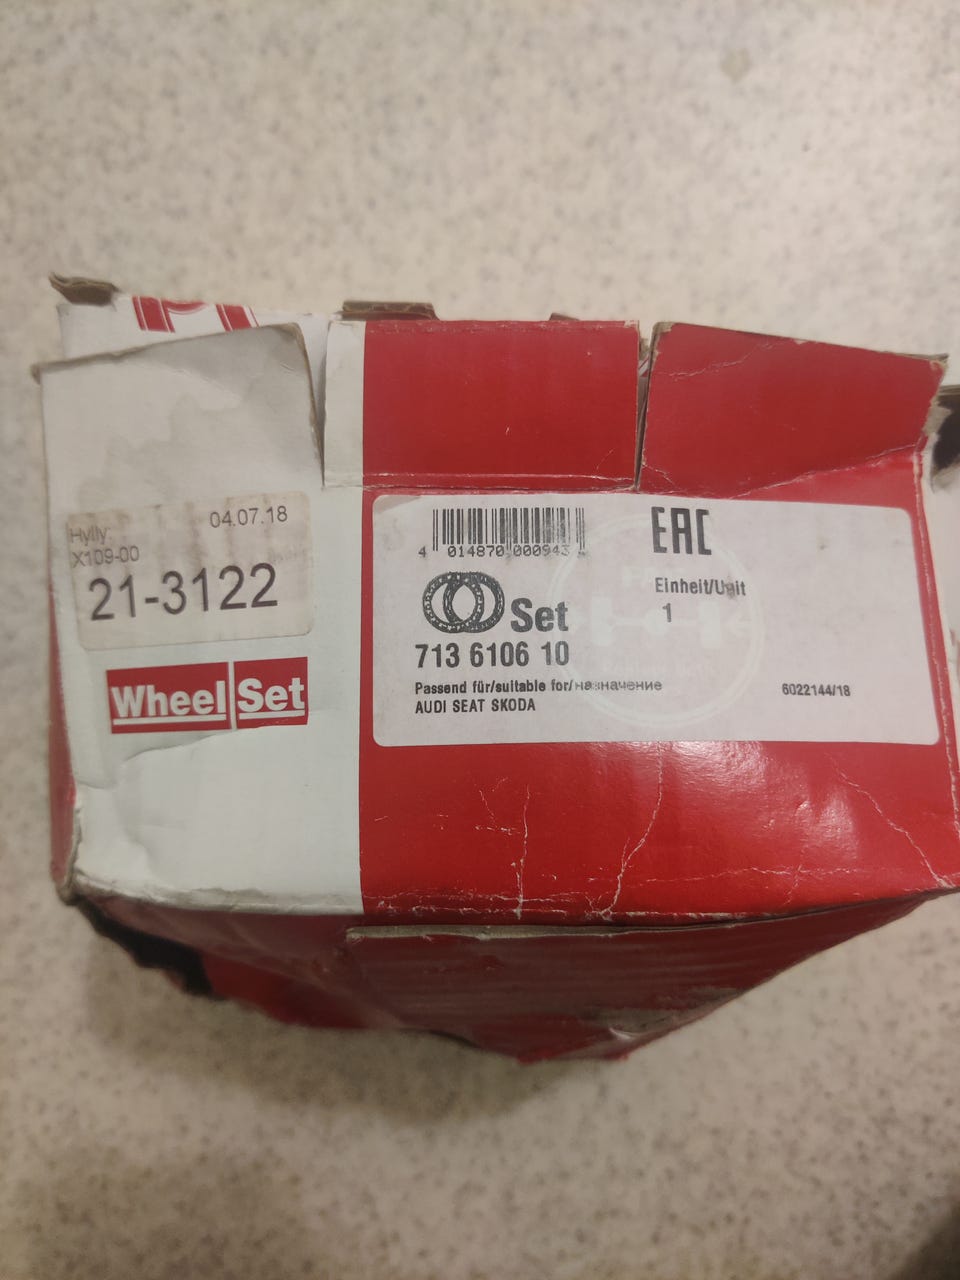 Hylly:
04.07.18
X109-00
21-3122
Wheel Set
4 014870 000943
EAC
Einheit/Unit
1
Set
713 6106 10
Passend für/suitable for/назначение
6022144/18
AUDI SEAT SKODA